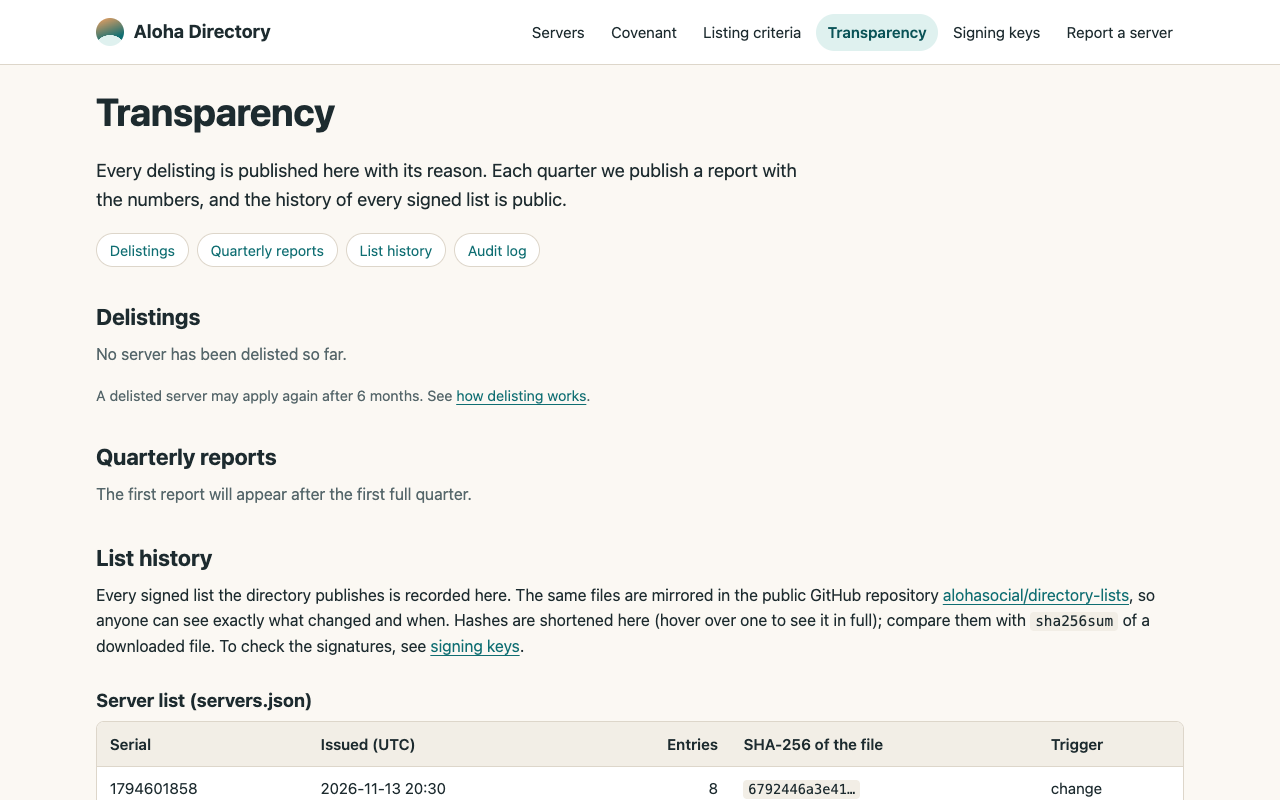 Aloha Directory
Servers
Covenant
Listing criteria
Transparency
Signing keys
Report a server
Transparency
Every delisting is published here with its reason. Each quarter we publish a report with
the numbers, and the history of every signed list is public.
Delistings
Quarterly reports
List history
Audit log
Delistings
No server has been delisted so far.
A delisted server may apply again after 6 months. See how delisting works.
Quarterly reports
The first report will appear after the first full quarter.
List history
Every signed list the directory publishes is recorded here. The same files are mirrored in the public GitHub repository alohasocial/directory-lists, so
anyone can see exactly what changed and when. Hashes are shortened here (hover over one to see it in full); compare them with sha256sum of a
downloaded file. To check the signatures, see signing keys.
Server list (servers.json)
Serial Issued (UTC) Entries SHA-256 of the file Trigger
1794601858 2026-11-13 20:30 8 6792446a3e41… change